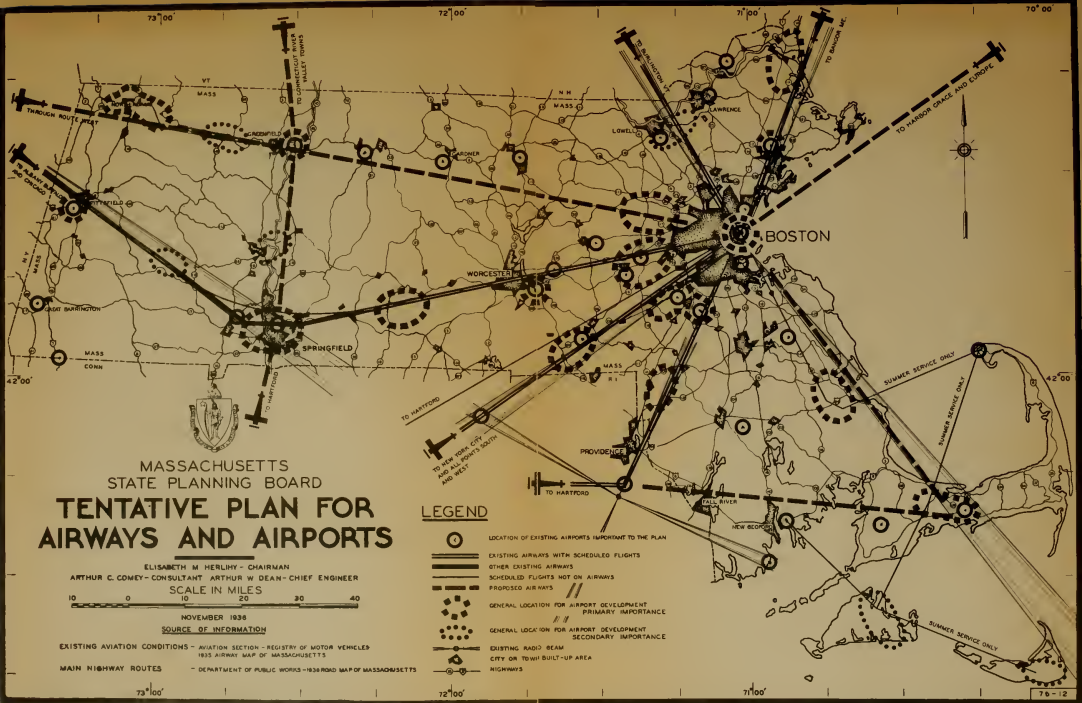 73°00'
72°00'
71°00'
70°00'
TO CONNECTICUT RIVER
VALLEY TOWNS
TO BURLINGTON VT.
TO BANGOR ME.
TO HARBOR GRACE AND EUROPE
VT
MASS
N H
MASS
THROUGH ROUTE WEST
GREENFIELD
GARDNER
LOWELL
LAWRENCE
TO ALBANY BUFFALO
AND CHICAGO
PITTSFIELD
N Y
MASS
BOSTON
WORCESTER
GREAT BARRINGTON
SPRINGFIELD
MASS
CONN
MASS
R I
42°00'
42°00'
SUMMER SERVICE ONLY
SUMMER SERVICE ONLY
TO HARTFORD
TO HARTFORD
TO NEW YORK CITY
AND ALL POINTS SOUTH
AND WEST
PROVIDENCE
TO HARTFORD
FALL RIVER
NEW BEDFORD
SUMMER SERVICE ONLY
MASSACHUSETTS
STATE PLANNING BOARD
TENTATIVE PLAN FOR
AIRWAYS AND AIRPORTS
ELISABETH M HERLIHY - CHAIRMAN
ARTHUR C. COMEY - CONSULTANT ARTHUR W DEAN - CHIEF ENGINEER
SCALE IN MILES
10 0 10 20 30 40
NOVEMBER 1936
SOURCE OF INFORMATION
EXISTING AVIATION CONDITIONS - AVIATION SECTION - REGISTRY OF MOTOR VEHICLES
1935 AIRWAY MAP OF MASSACHUSETTS
MAIN HIGHWAY ROUTES - DEPARTMENT OF PUBLIC WORKS - 1936 ROAD MAP OF MASSACHUSETTS
LEGEND
LOCATION OF EXISTING AIRPORTS IMPORTANT TO THE PLAN
EXISTING AIRWAYS WITH SCHEDULED FLIGHTS
OTHER EXISTING AIRWAYS
SCHEDULED FLIGHTS NOT ON AIRWAYS
PROPOSED AIRWAYS //
GENERAL LOCATION FOR AIRPORT DEVELOPMENT
PRIMARY IMPORTANCE
// //
GENERAL LOCATION FOR AIRPORT DEVELOPMENT
SECONDARY IMPORTANCE
EXISTING RADIO BEAM
CITY OR TOWN BUILT-UP AREA
HIGHWAYS
73°00'
72°00'
71°00'
76-12